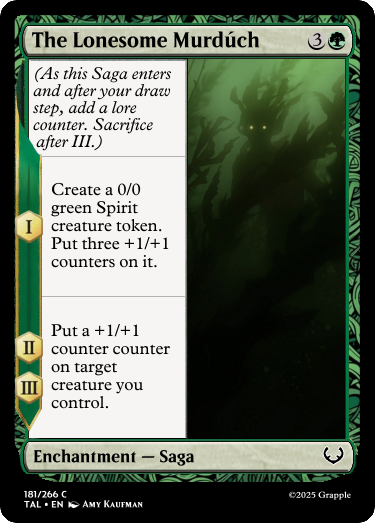 The Lonesome Murdúch 3
(As this Saga enters
and after your draw
step, add a lore
counter. Sacrifice
after III.)
I
Create a 0/0
green Spirit
creature token.
Put three +1/+1
counters on it.
II
III
Put a +1/+1
counter counter
on target
creature you
control.
Enchantment — Saga
181/266 C
TAL • EN Amy Kaufman
©2025 Grapple